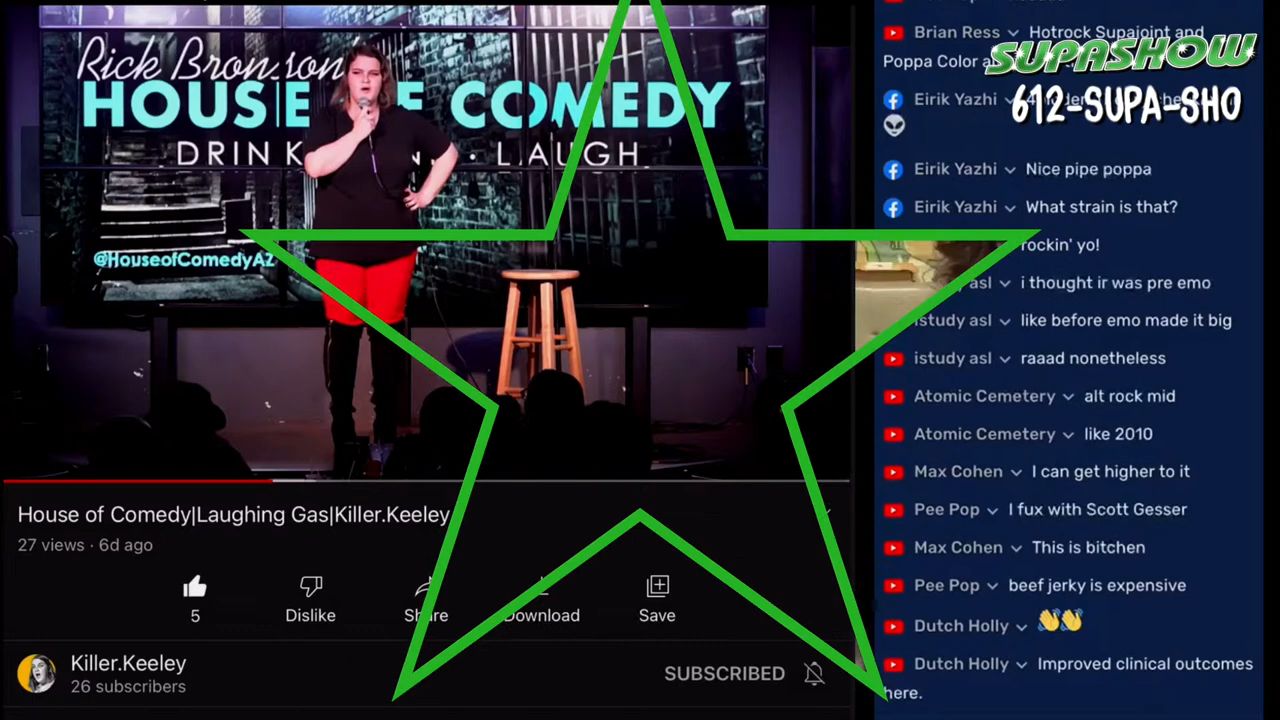 Rick Bronson
HOUSE OF COMEDY
DRINK · LAUGH
@HouseofComedyAZ
House of Comedy|Laughing Gas|Killer.Keeley
27 views · 6d ago
5
Dislike
Share
Download
Save
Killer.Keeley
26 subscribers
SUBSCRIBED
SUPASHOW
612-SUPA-SHO
Brian Ress Hotrock Supajoint and
Poppa Color
Eirik Yazhi
👽
Eirik Yazhi Nice pipe poppa
Eirik Yazhi What strain is that?
rockin' yo!
asl i thought ir was pre emo
istudy asl like before emo made it big
istudy asl raaad nonetheless
Atomic Cemetery alt rock mid
Atomic Cemetery like 2010
Max Cohen I can get higher to it
Pee Pop I fux with Scott Gesser
Max Cohen This is bitchen
Pee Pop beef jerky is expensive
Dutch Holly 👋👋
Dutch Holly Improved clinical outcomes
here.